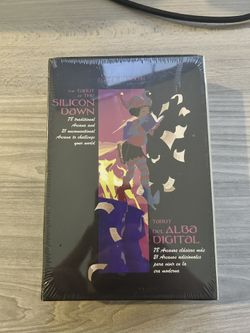 THE TAROT
OF THE
SILICON
DAWN
78 traditional
Arcana and
21 unconventional
Arcana to challenge
your world
TAROT
DEL ALBA
DIGITAL
78 Arcanos clásicos más
21 Arcanos adicionales
para vivir en la
era moderna